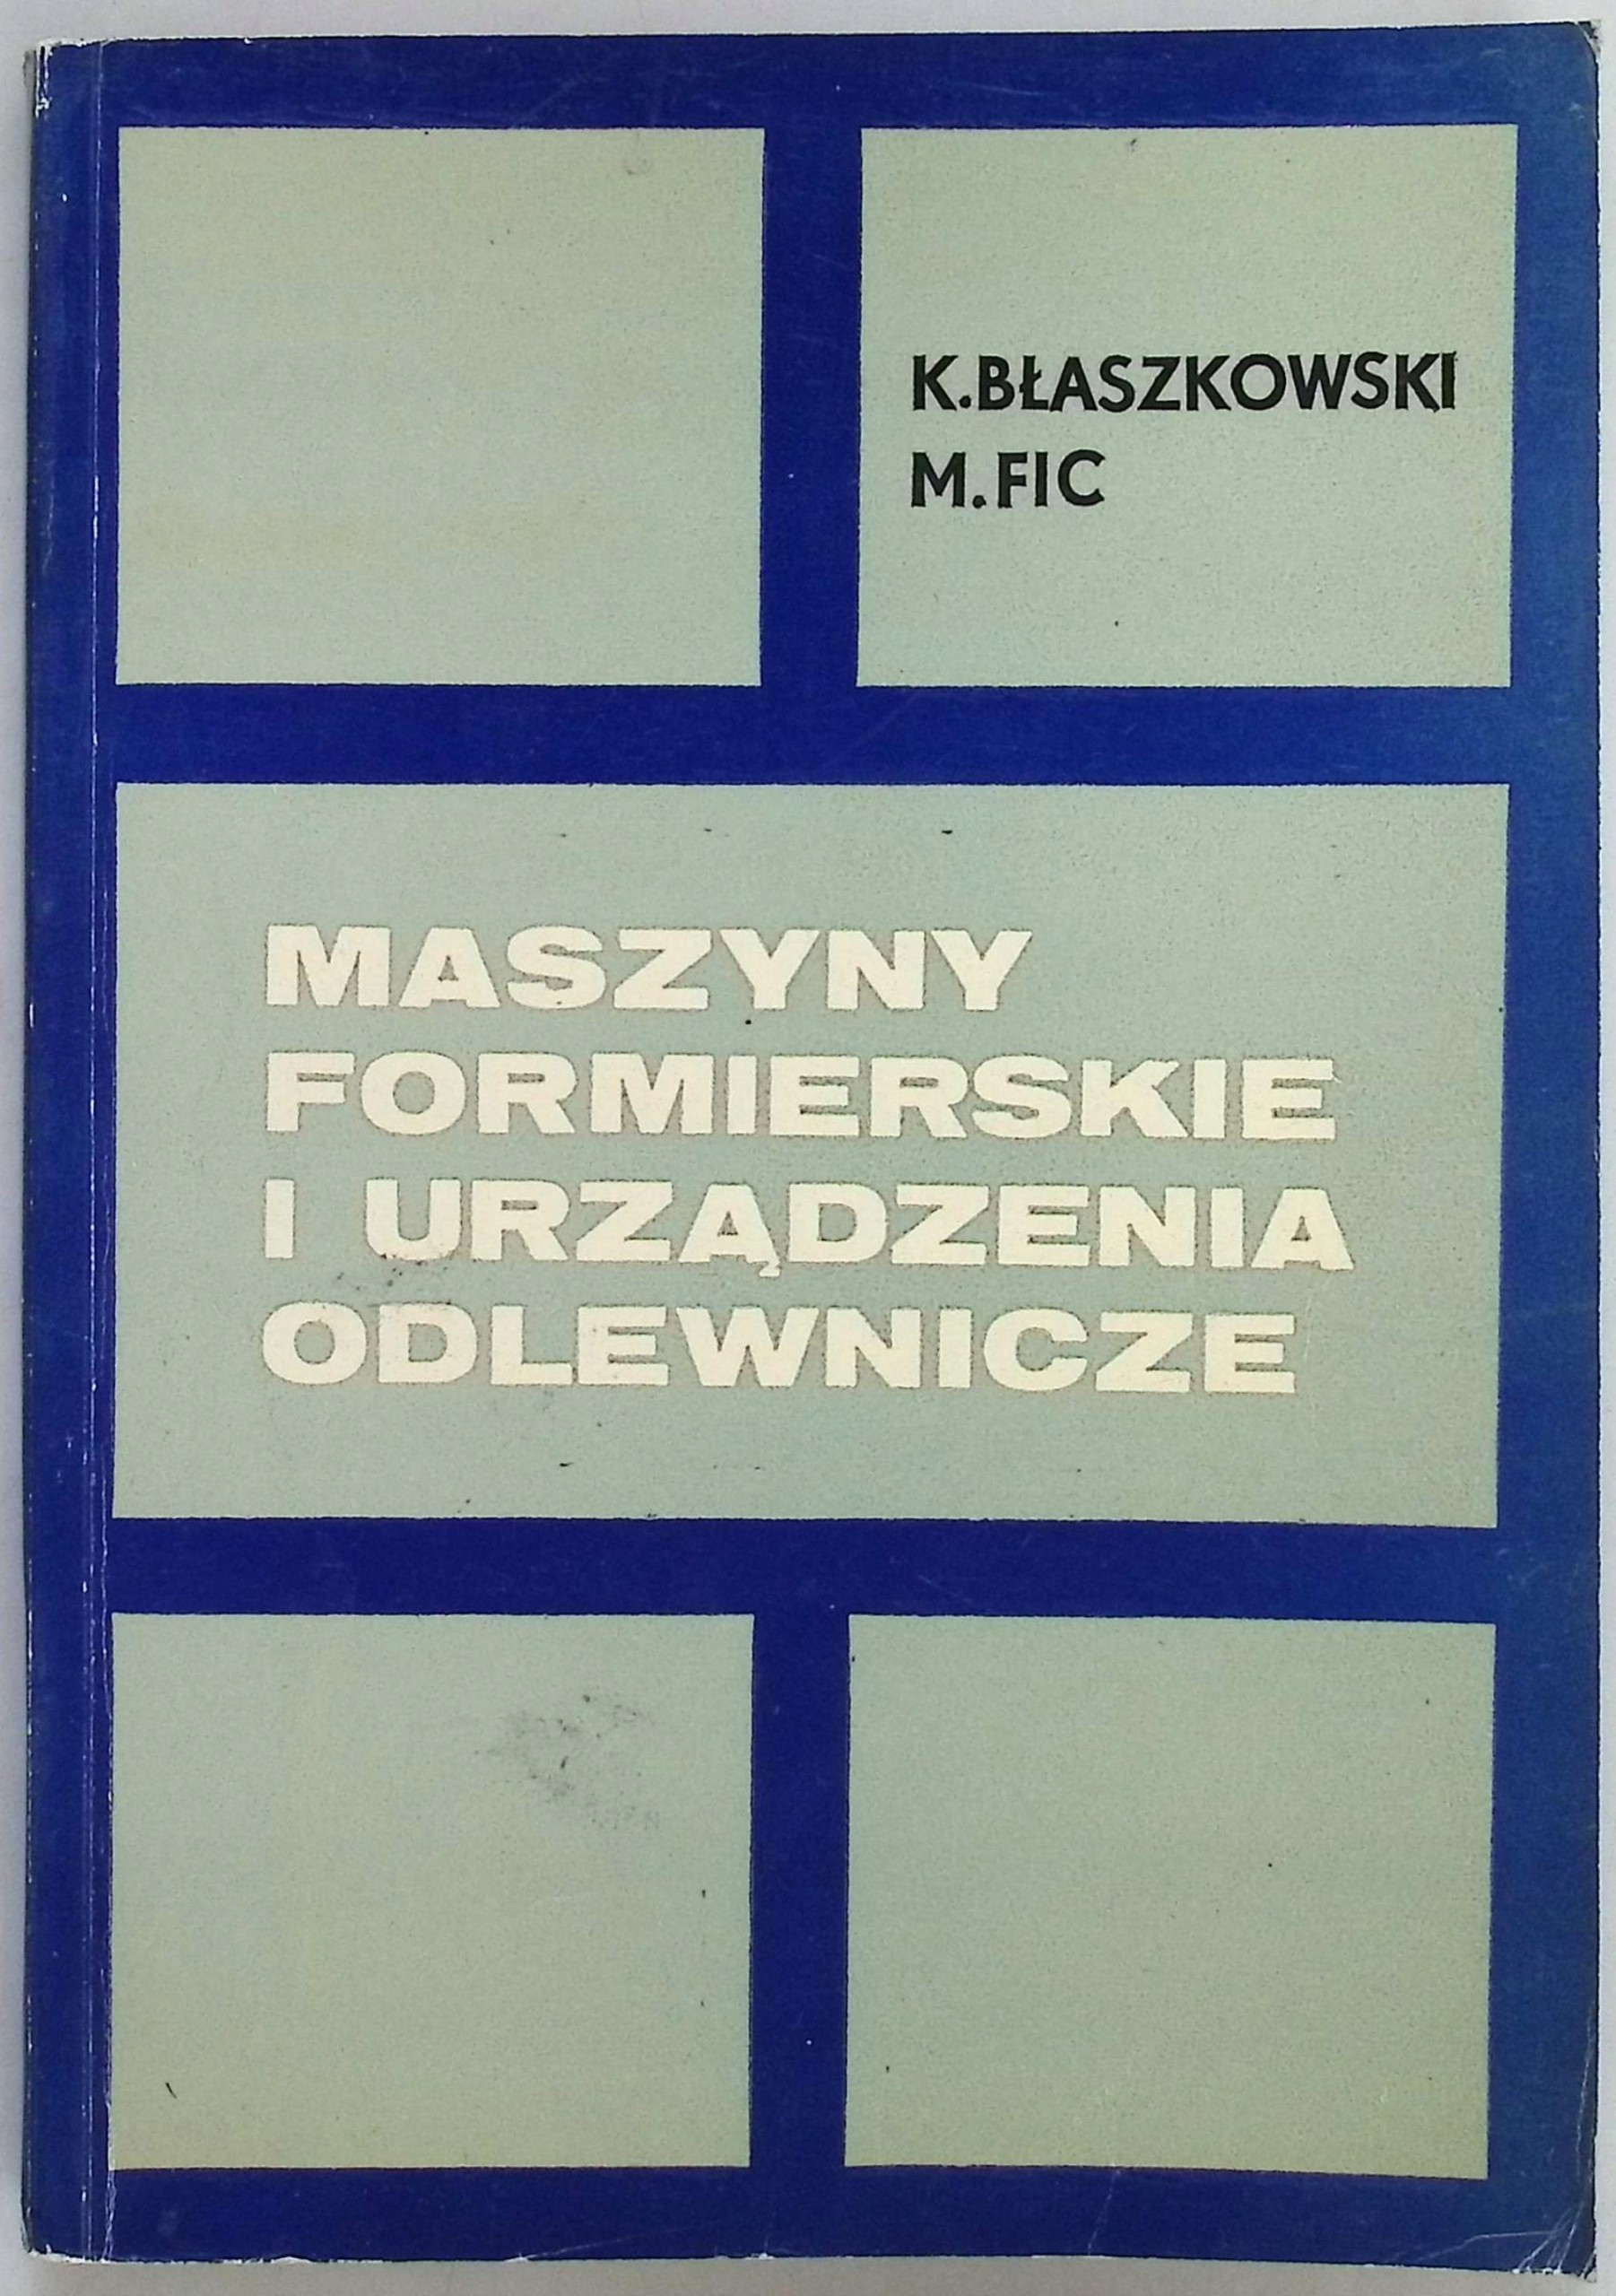 K.BŁASZKOWSKI
M.FIC
MASZYNY
FORMIERSKIE
I URZĄDZENIA
ODLEWNICZE